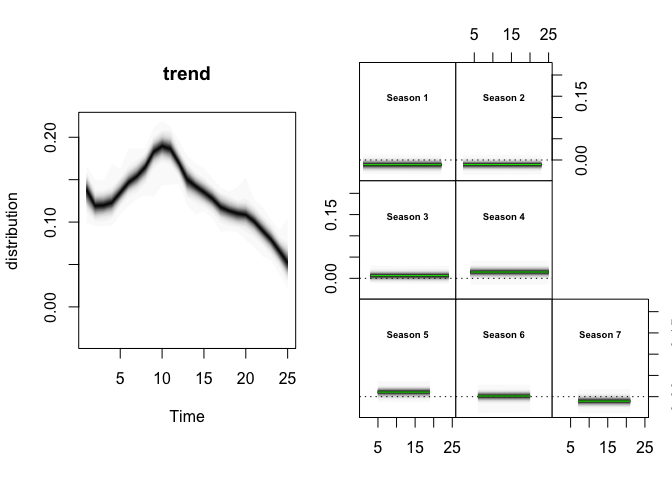 trend
distribution
0.00 0.10 0.20
5 10 15 20 25
Time
5 15 25
Season 1 Season 2
0.00 0.15
Season 3 Season 4
0.00 0.15
Season 5 Season 6 Season 7
5 15 25 5 15 25